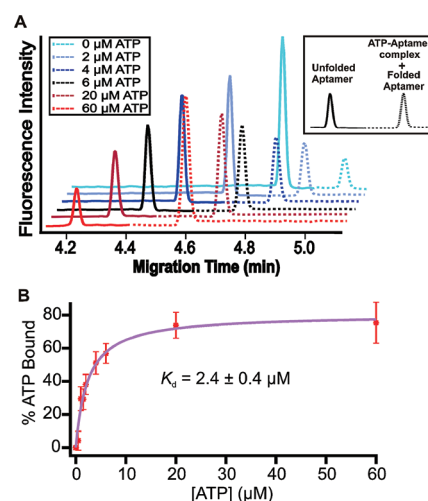 A
Fluorescence Intensity
0 µM ATP
2 µM ATP
4 µM ATP
6 µM ATP
20 µM ATP
60 µM ATP
Unfolded
Aptamer
ATP-Aptamer
complex
+
Folded
Aptamer
4.2 4.4 4.6 4.8 5.0
Migration Time (min)
B
% ATP Bound
80
60
40
20
0
Kd = 2.4 ± 0.4 µM
0 10 20 30 40 50 60
[ATP] (µM)